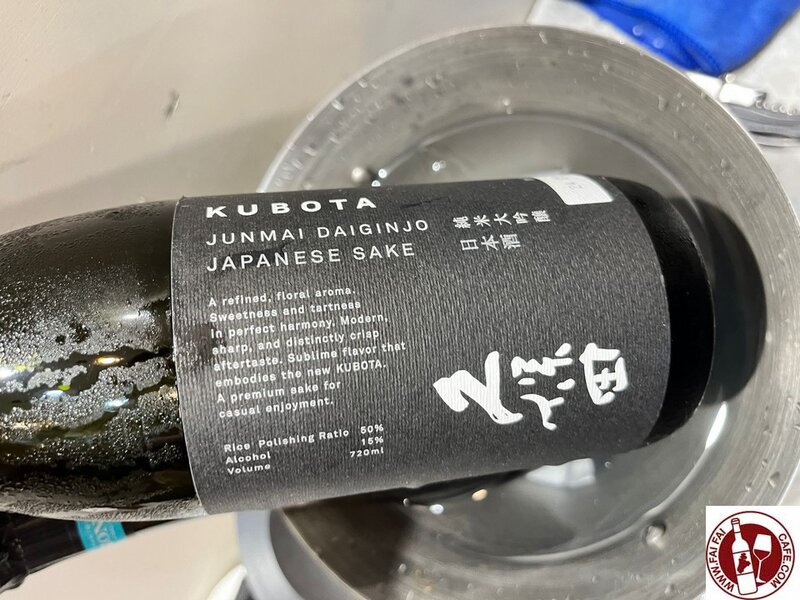 KUBOTA
JUNMAI DAIGINJO
JAPANESE SAKE
純米大吟醸
日本酒
A refined, floral aroma.
Sweetness and tartness
in perfect harmony. Modern,
sharp, and distinctly crisp
aftertaste. Sublime flavor that
embodies the new KUBOTA.
A premium sake for
casual enjoyment.
Rice Polishing Ratio 50%
Alcohol 15%
Volume 720ml
久保田
WWW.FAIFAICAFE.COM